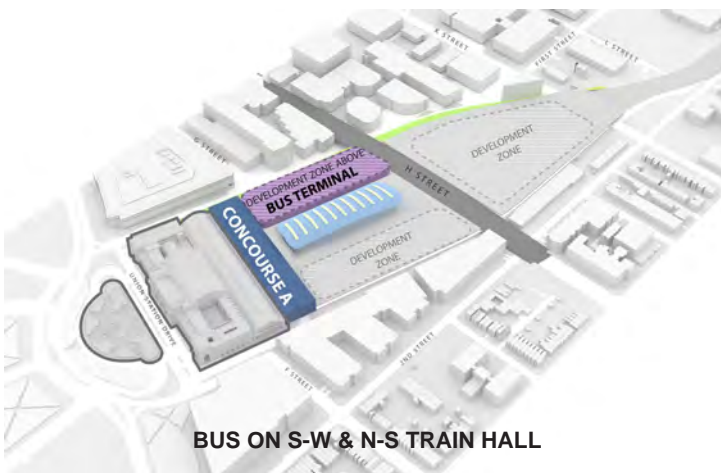 K STREET
FIRST STREET
L STREET
G STREET
DEVELOPMENT
ZONE
H STREET
DEVELOPMENT ZONE ABOVE
BUS TERMINAL
CONCOURSE A
DEVELOPMENT
ZONE
UNION STATION DRIVE
F STREET
2ND STREET
BUS ON S-W & N-S TRAIN HALL